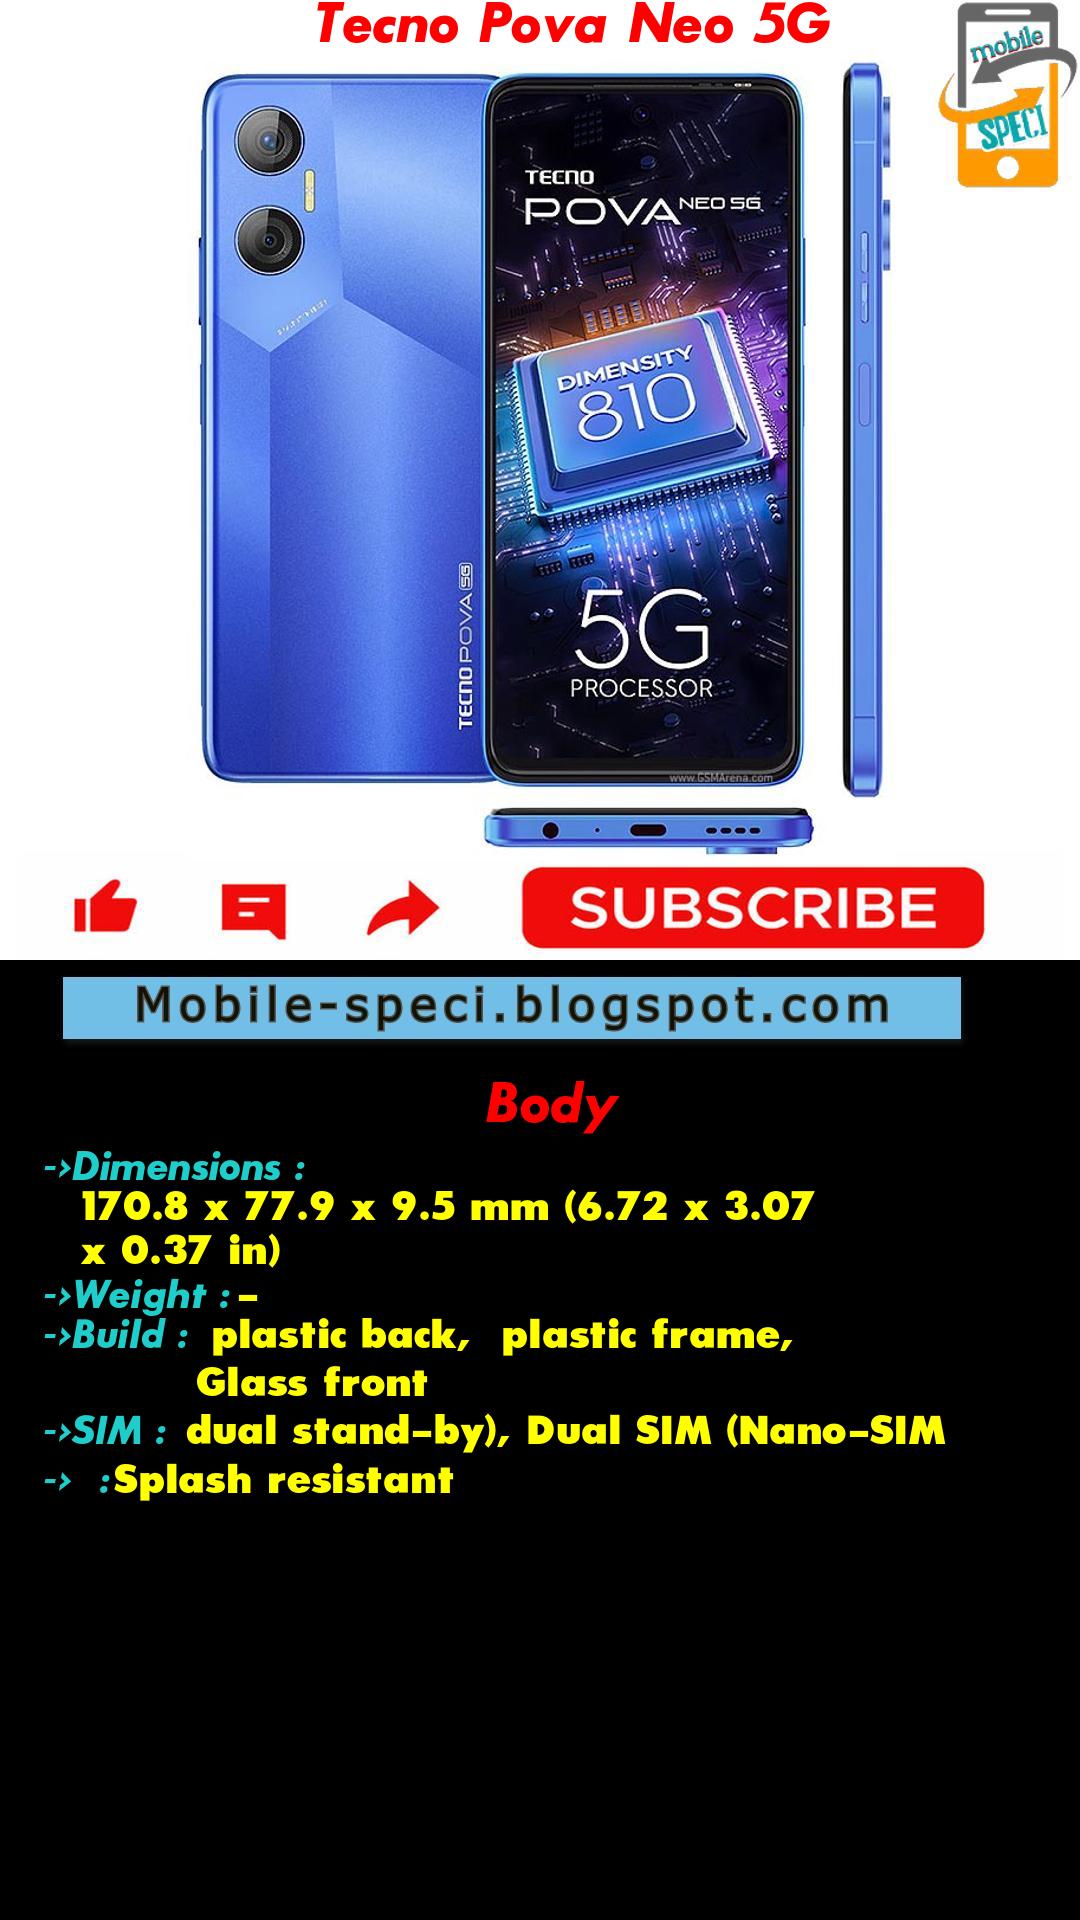 Tecno Pova Neo 5G
mobile
SPECI
TECNO
POVA NEO 5G
DIMENSITY
810
5G
PROCESSOR
TECNO POVA 5G
www.GSMArena.com
SUBSCRIBE
Mobile-speci.blogspot.com
Body
->Dimensions :
170.8 x 77.9 x 9.5 mm (6.72 x 3.07
x 0.37 in)
->Weight : -
->Build : plastic back, plastic frame,
Glass front
->SIM : dual stand-by), Dual SIM (Nano-SIM
-> :Splash resistant